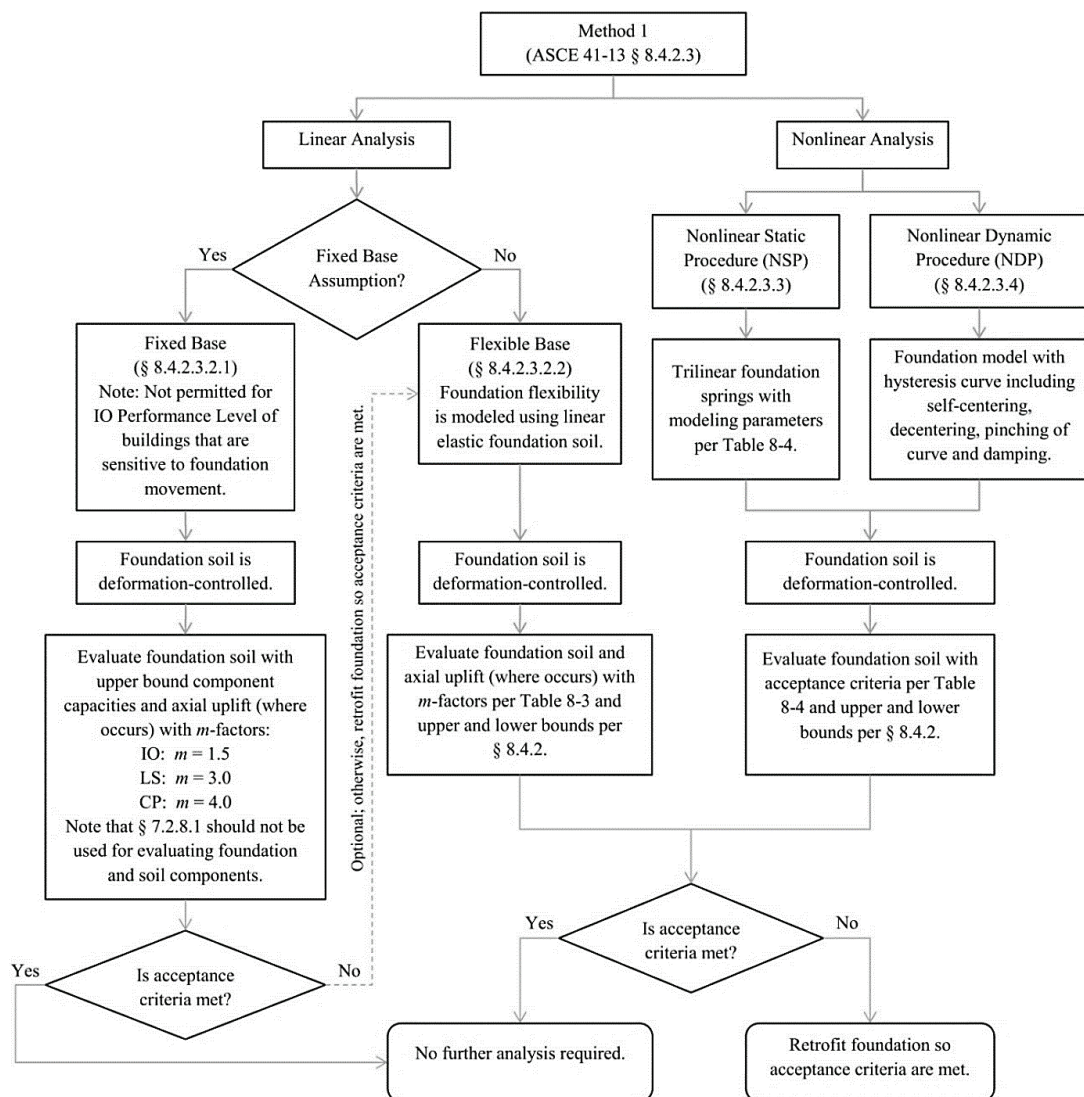 Method 1
(ASCE 41-13 § 8.4.2.3)
Linear Analysis
Nonlinear Analysis
Fixed Base
Assumption?
Yes
No
Nonlinear Static
Procedure (NSP)
(§ 8.4.2.3.3)
Nonlinear Dynamic
Procedure (NDP)
(§ 8.4.2.3.4)
Fixed Base
(§ 8.4.2.3.2.1)
Note: Not permitted for
IO Performance Level of
buildings that are
sensitive to foundation
movement.
Flexible Base
(§ 8.4.2.3.2.2)
Foundation flexibility
is modeled using linear
elastic foundation soil.
Trilinear foundation
springs with
modeling parameters
per Table 8-4.
Foundation model with
hysteresis curve including
self-centering,
decentering, pinching of
curve and damping.
Optional; otherwise, retrofit foundation so acceptance criteria are met.
Foundation soil is
deformation-controlled.
Foundation soil is
deformation-controlled.
Foundation soil is
deformation-controlled.
Evaluate foundation soil with
upper bound component
capacities and axial uplift (where
occurs) with m-factors:
IO: m = 1.5
LS: m = 3.0
CP: m = 4.0
Note that § 7.2.8.1 should not be
used for evaluating foundation
and soil components.
Evaluate foundation soil and
axial uplift (where occurs) with
m-factors per Table 8-3 and
upper and lower bounds per
§ 8.4.2.
Evaluate foundation soil with
acceptance criteria per Table
8-4 and upper and lower
bounds per § 8.4.2.
Yes
Is acceptance
criteria met?
No
Yes
Is acceptance
criteria met?
No
No further analysis required.
Retrofit foundation so
acceptance criteria are met.